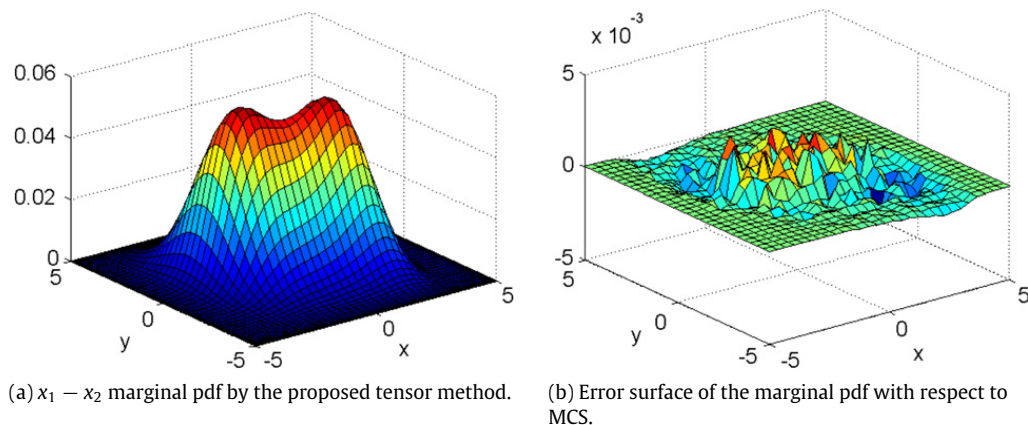 0.06
0.04
0.02
0
5
0
-5
-5
0
5
y
x
(a) x₁ − x₂ marginal pdf by the proposed tensor method.
x 10⁻³
5
0
-5
5
0
-5
-5
0
5
y
x
(b) Error surface of the marginal pdf with respect to
MCS.